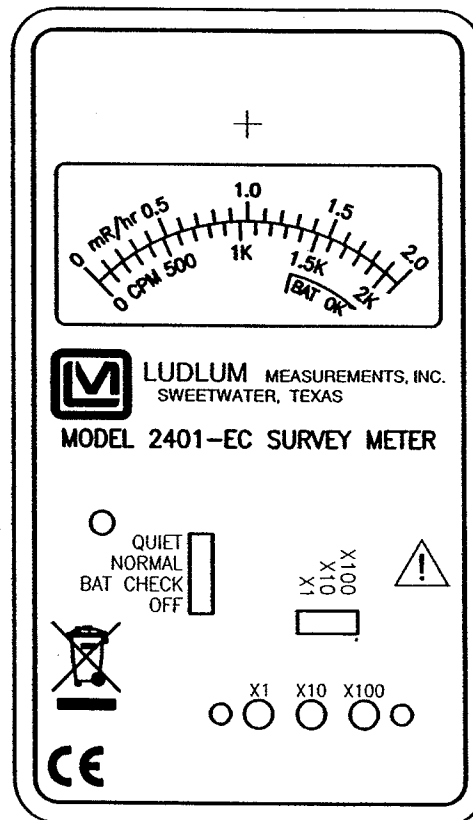 0 mR/hr 0.5 1.0 1.5 2.0
0 CPM 500 1K 1.5K 2K
BAT OK
LM
LUDLUM MEASUREMENTS, INC.
SWEETWATER, TEXAS
MODEL 2401-EC SURVEY METER
QUIET
NORMAL
BAT CHECK
OFF
X1
X10
X100
!
X1 X10 X100
CE